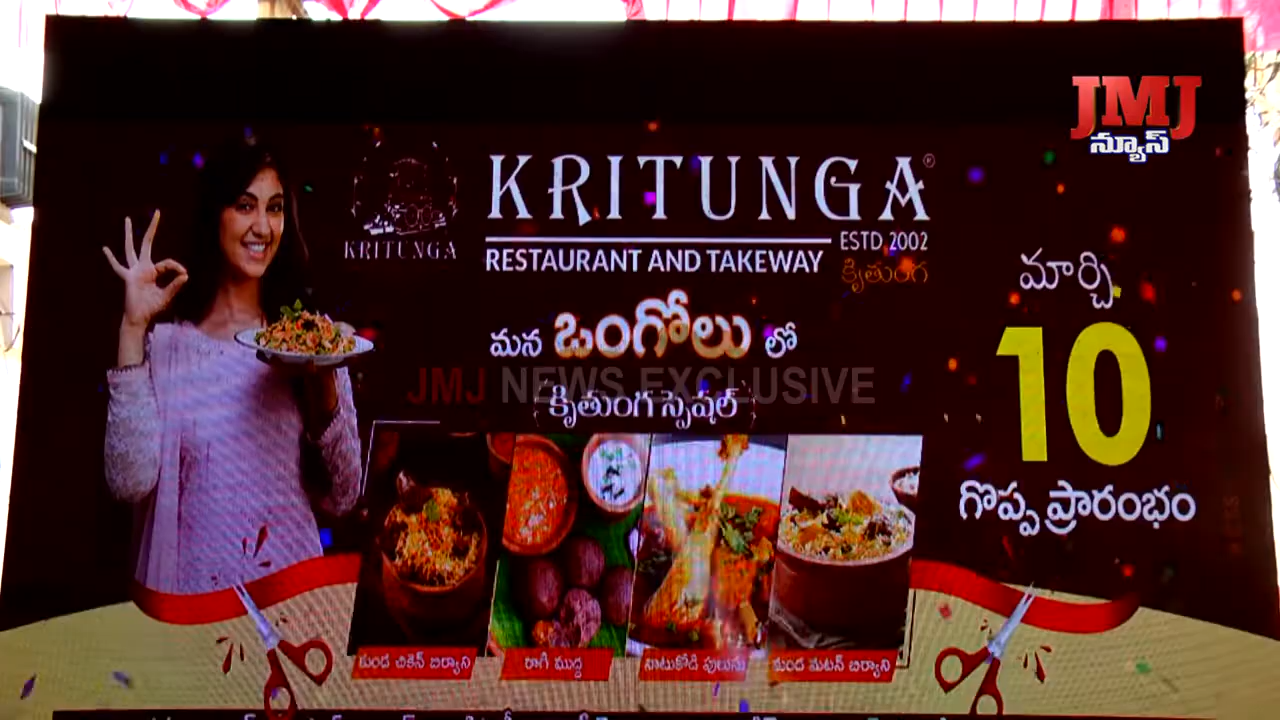 JMJ
న్యూస్
KRITUNGA®
KRITUNGA
ESTD 2002
RESTAURANT AND TAKEWAY
కృతుంగ
మన ఒంగోలు లో
JMJ NEWS EXCLUSIVE
కృతుంగ స్పెషల్
మార్చి
10
గొప్ప ప్రారంభం
కుండ చికెన్ బిర్యాని
రాగి ముద్ద
నాటుకోడి పులుసు
కుండ మటన్ బిర్యాని